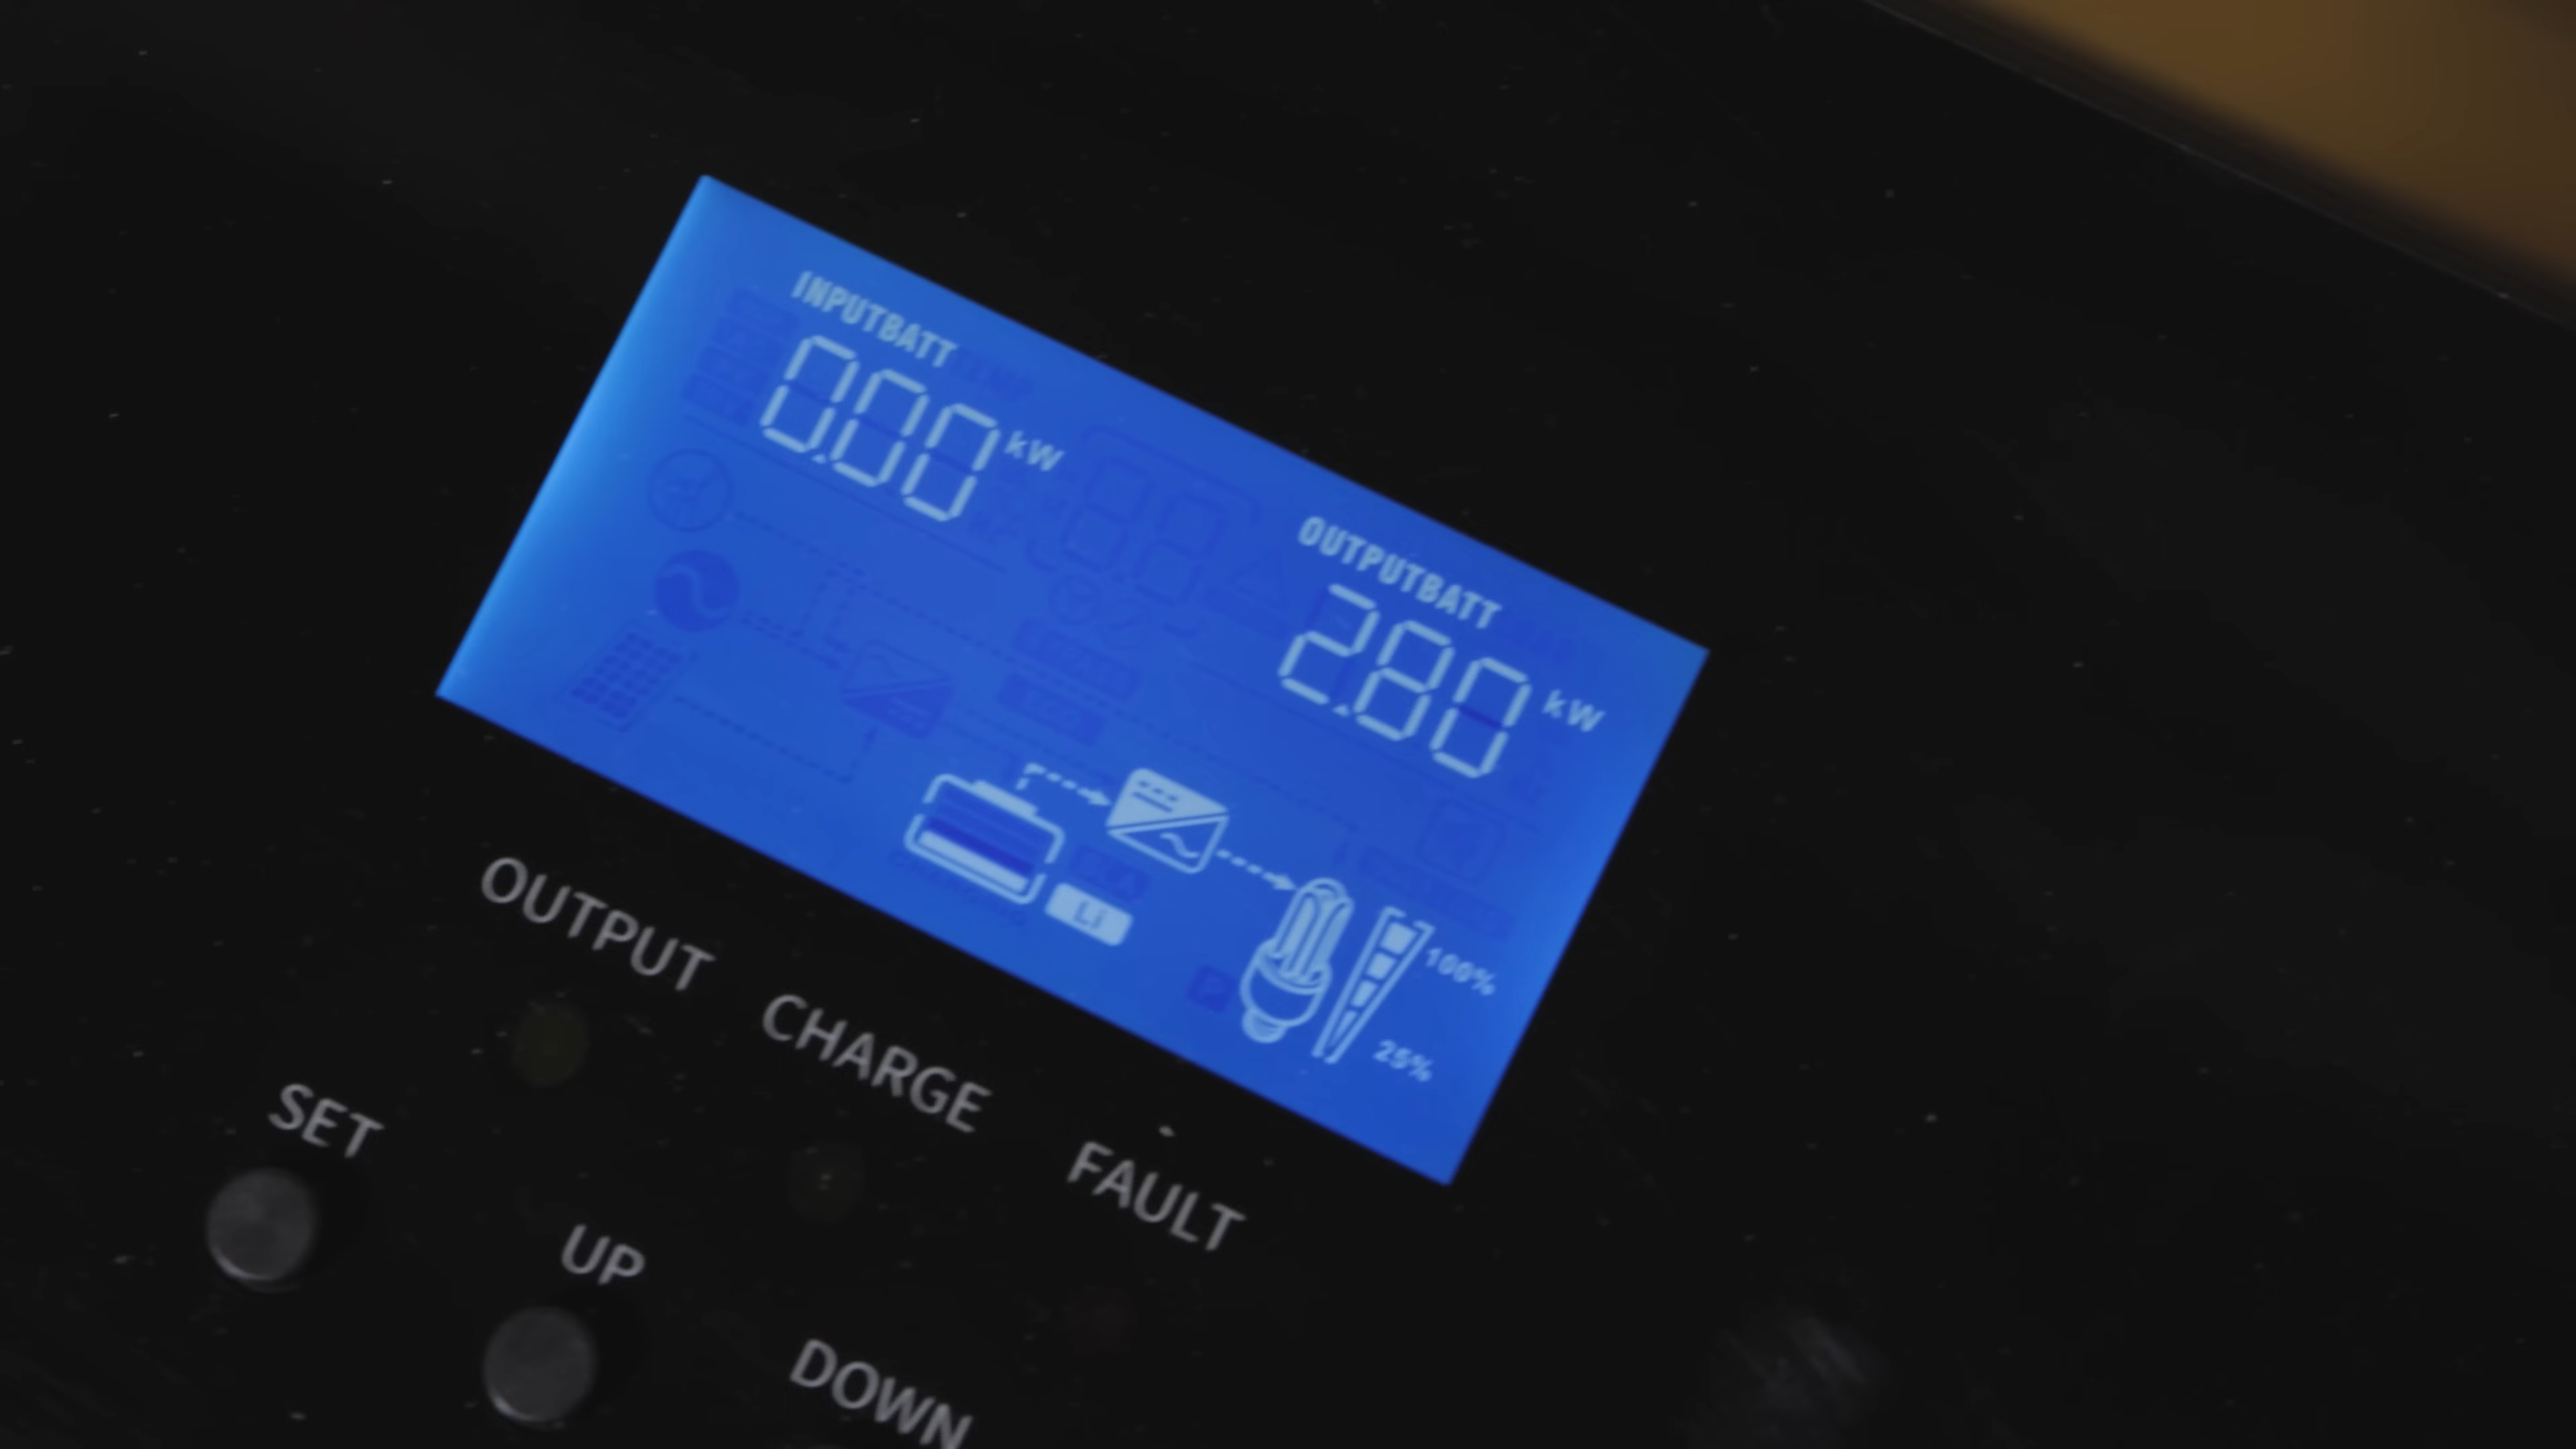 INPUTBATT
0.00 kW
OUTPUTBATT
2.80 kW
Li
100%
25%
P
OUTPUT
CHARGE
FAULT
SET
UP
DOWN